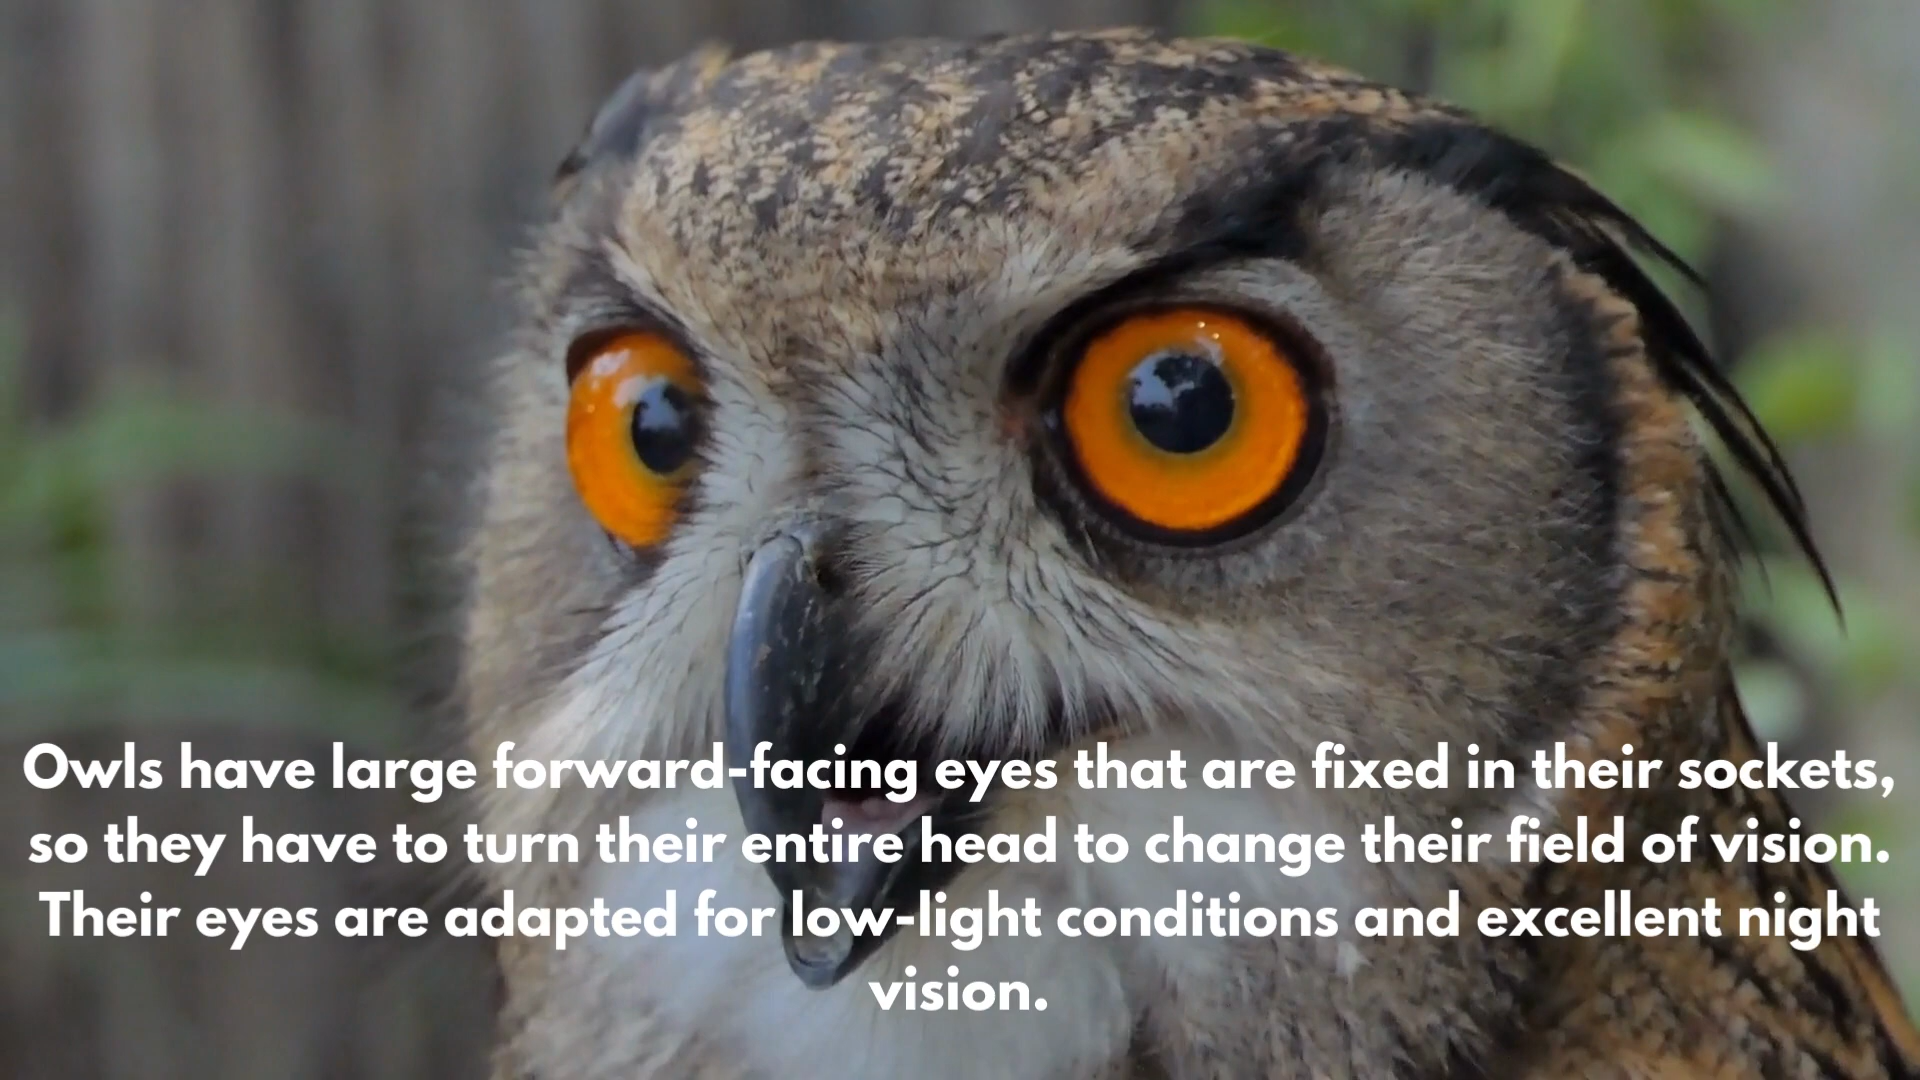 Owls have large forward-facing eyes that are fixed in their sockets,
so they have to turn their entire head to change their field of vision.
Their eyes are adapted for low-light conditions and excellent night
vision.